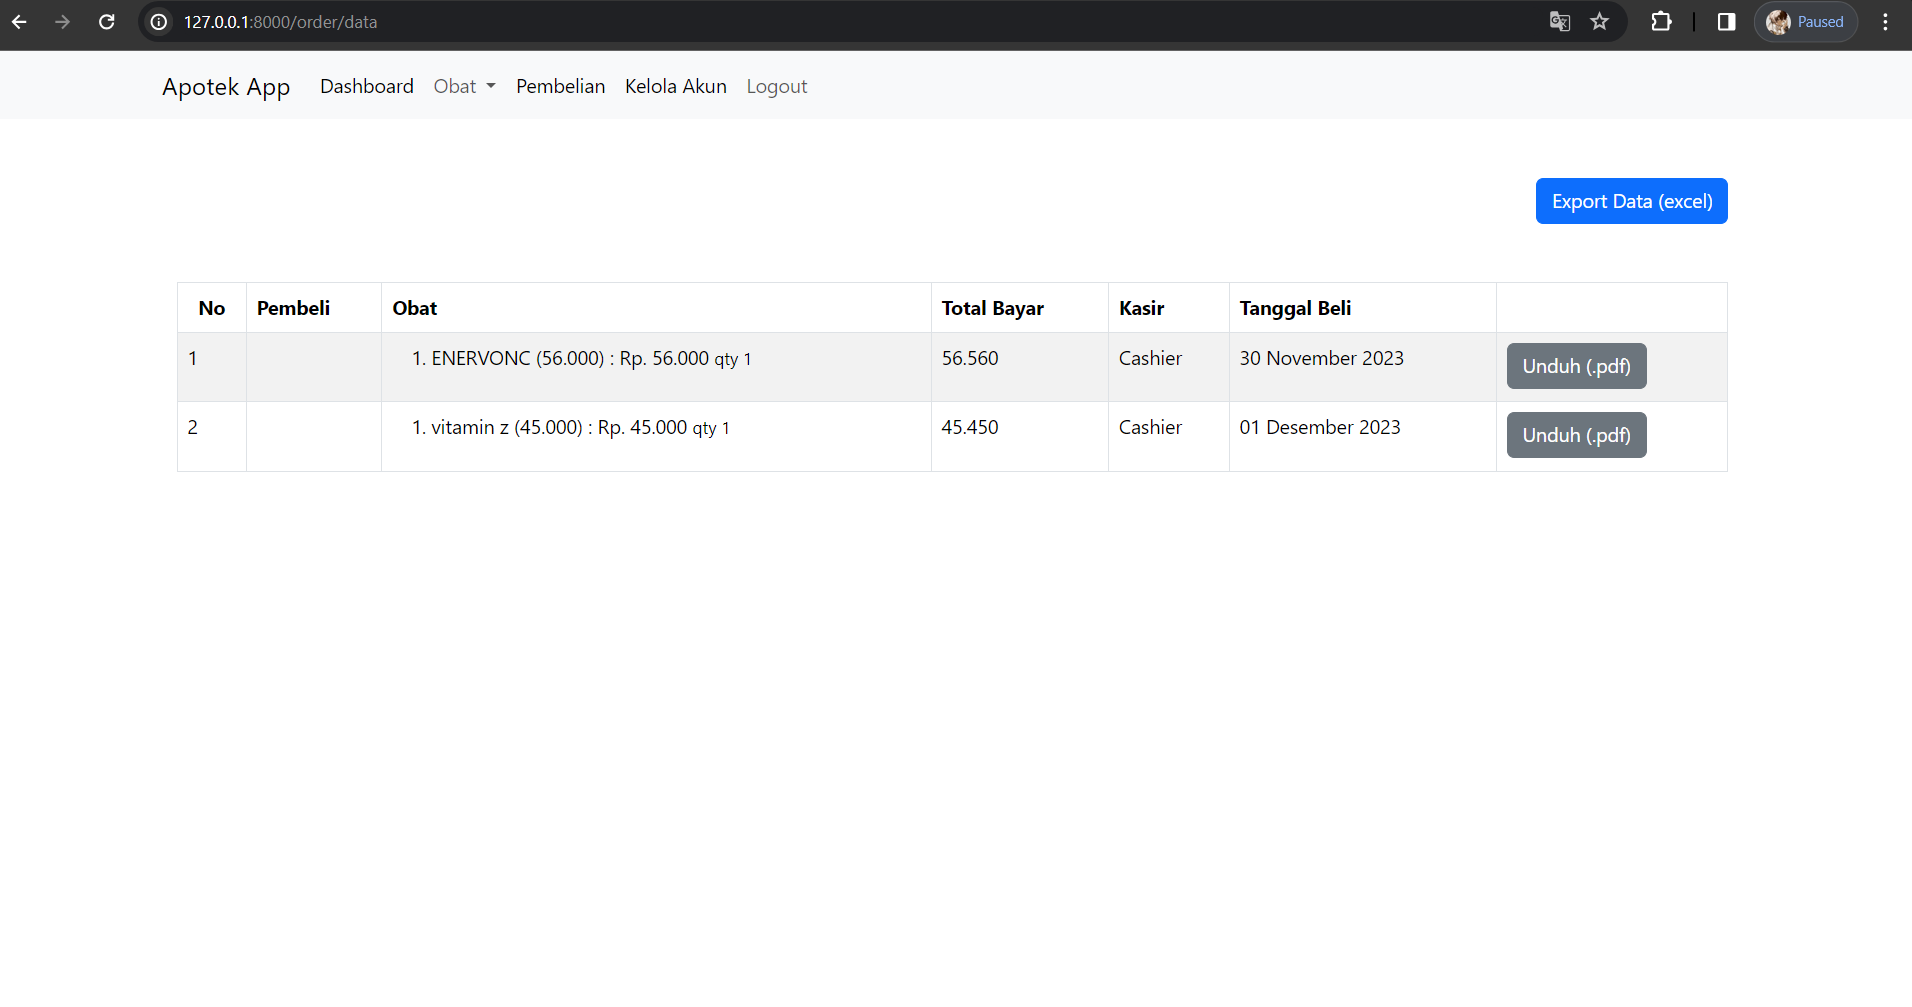 127.0.0.1:8000/order/data
Paused
Apotek App Dashboard Obat Pembelian Kelola Akun Logout
Export Data (excel)
No Pembeli Obat Total Bayar Kasir Tanggal Beli
1 1. ENERVONC (56.000) : Rp. 56.000 qty 1 56.560 Cashier 30 November 2023 Unduh (.pdf)
2 1. vitamin z (45.000) : Rp. 45.000 qty 1 45.450 Cashier 01 Desember 2023 Unduh (.pdf)